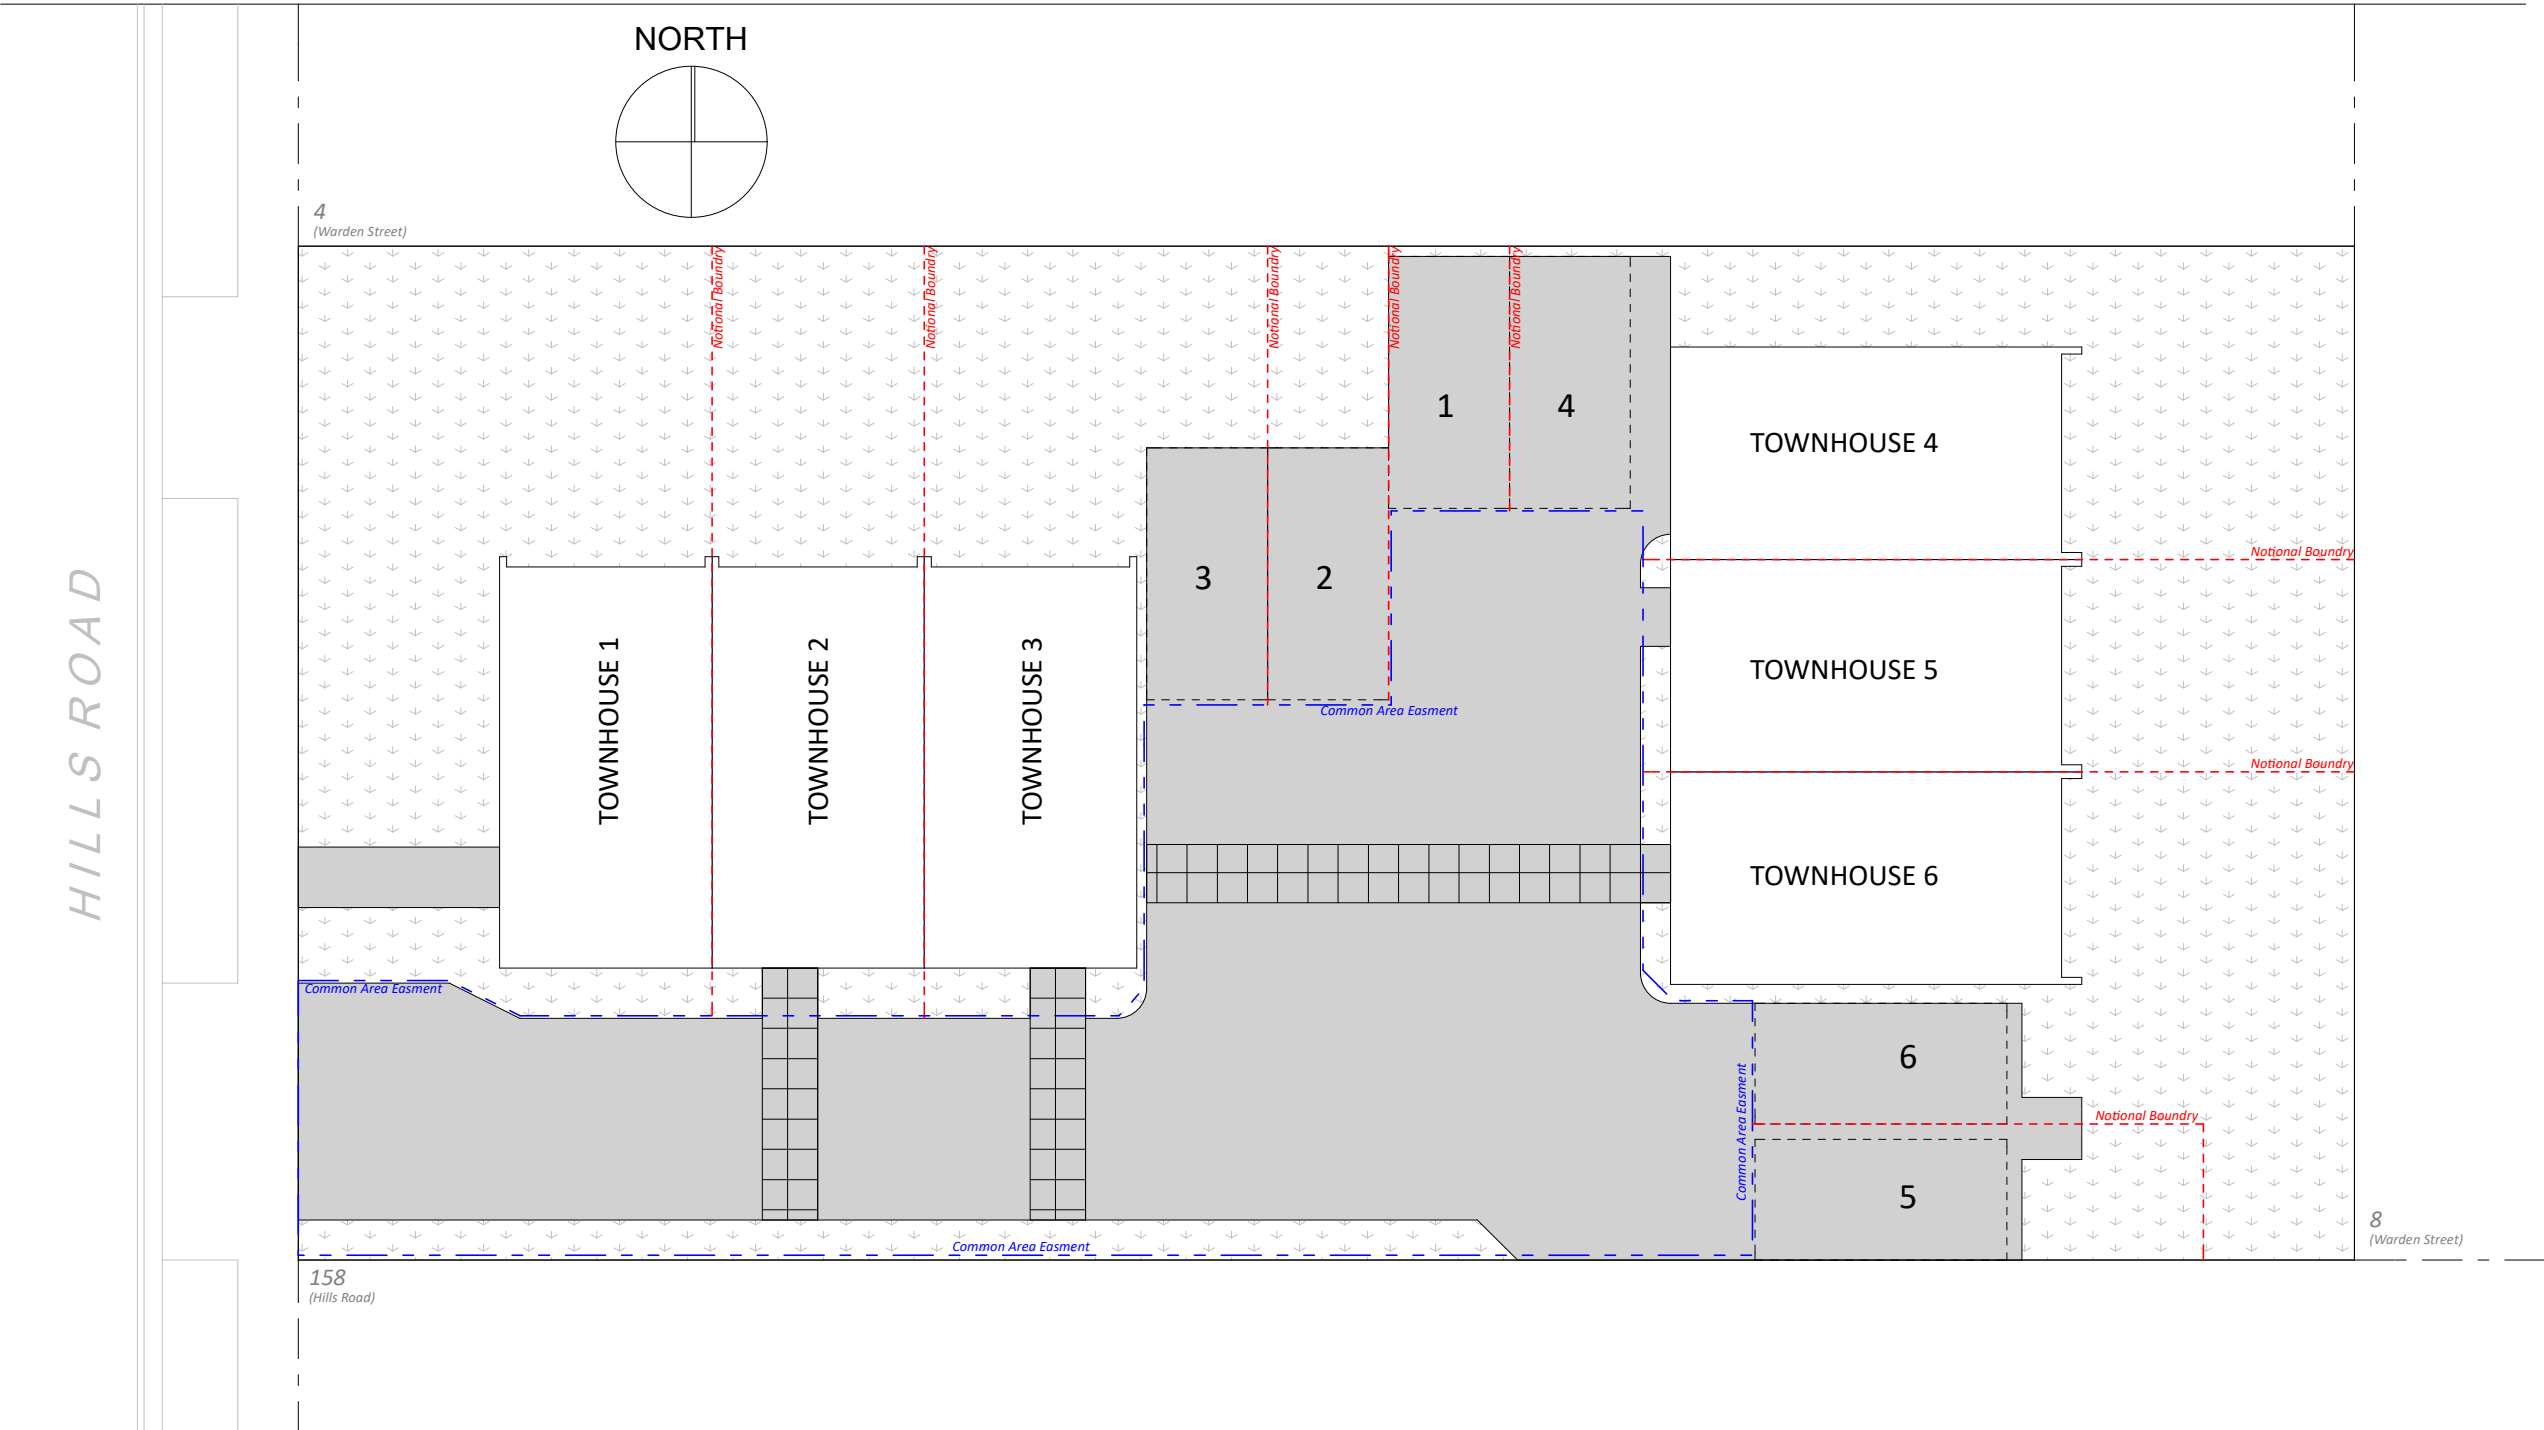 NORTH
4
(Warden Street)
Notional Boundry
Notional Boundry
Notional Boundry
Notional Boundry
Notional Boundry
1
4
TOWNHOUSE 4
Notional Boundry
3
2
HILLS ROAD
TOWNHOUSE 1
TOWNHOUSE 2
TOWNHOUSE 3
TOWNHOUSE 5
Common Area Easment
Notional Boundry
TOWNHOUSE 6
Common Area Easment
6
Common Area Easment
Notional Boundry
5
8
(Warden Street)
Common Area Easment
158
(Hills Road)